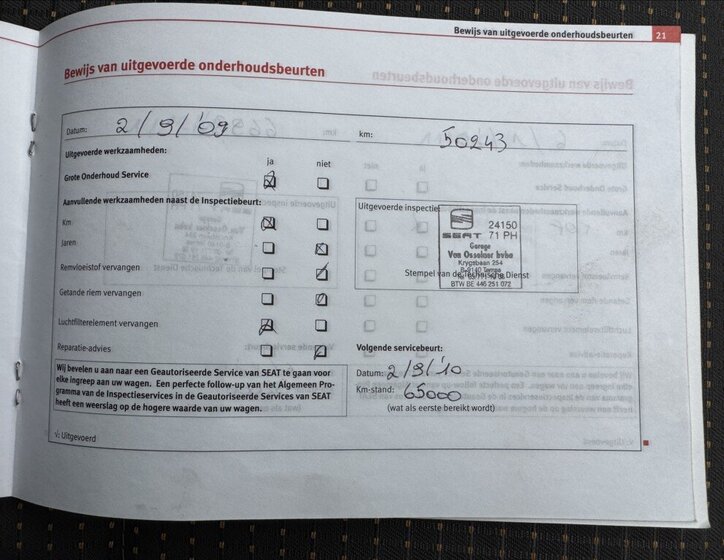 Bewijs van uitgevoerde onderhoudsbeurten 21
Bewijs van uitgevoerde onderhoudsbeurten
Datum: 2/9/'09 km: 50243
Uitgevoerde werkzaamheden:
ja niet
Grote Onderhoud Service
Aanvullende werkzaamheden naast de Inspectiebeurt:
Km
Jaren
Remvloeistof vervangen
Getande riem vervangen
Luchtfilterelement vervangen
Reparatie-advies
Uitgevoerde inspectie:
SEAT
24150
71 PH
Garage
Van Osselaer bvba
Krygsbaan 254
Stempel van de Technische Dienst
BTW BE 446 251 072
Volgende servicebeurt:
Datum: 2/9/'10
Km-stand: 65000
(wat als eerste bereikt wordt)
Wij bevelen u aan naar een Geautoriseerde Service van SEAT te gaan voor
elke ingreep aan uw wagen. Een perfecte follow-up van het Algemeen Pro-
gramma van de Inspectieservices in de Geautoriseerde Services van SEAT
heeft een weerslag op de hogere waarde van uw wagen.
√: Uitgevoerd